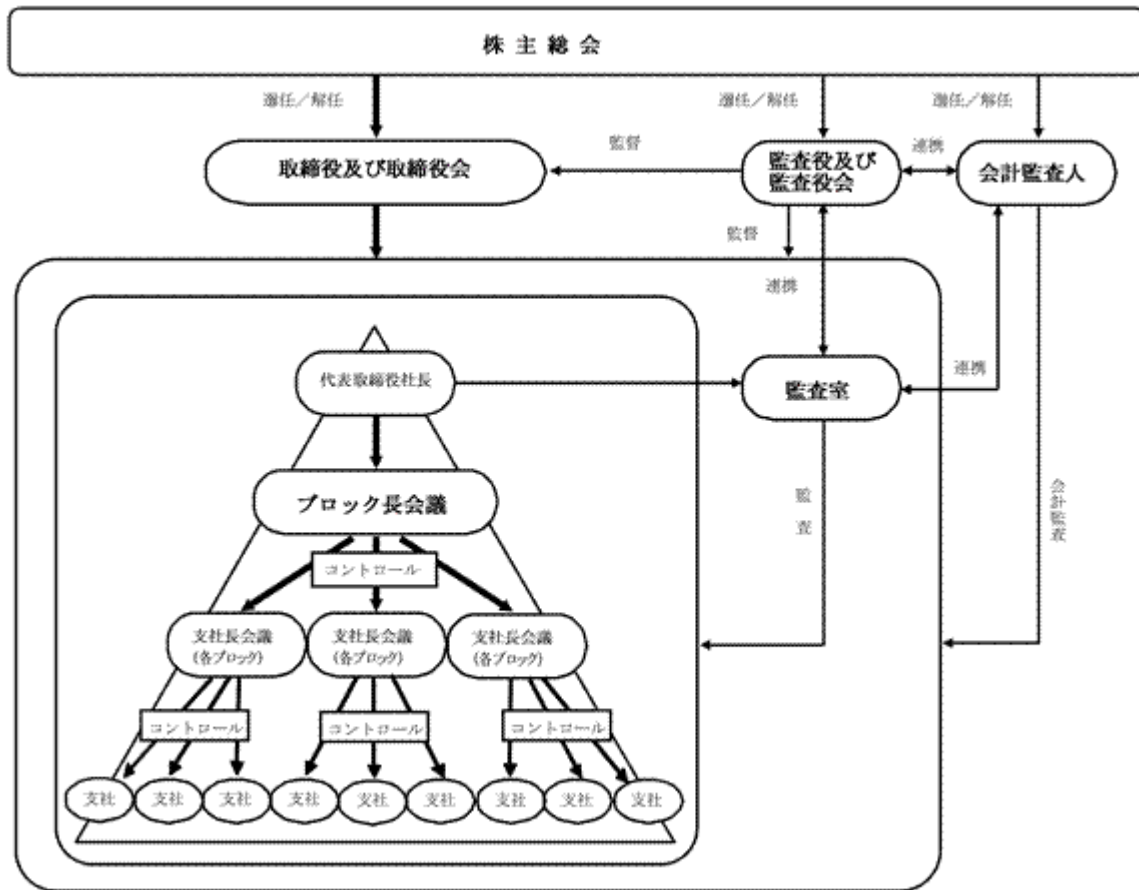 株主総会
選任／解任
選任／解任
選任／解任
取締役及び取締役会
監督
監査役及び
監査役会
連携
会計監査人
監督
連携
代表取締役社長
監査室
連携
ブロック長会議
監査
会計監査
コントロール
支社長会議
(各ブロック)
支社長会議
(各ブロック)
支社長会議
(各ブロック)
コントロール
コントロール
コントロール
支社
支社
支社
支社
支社
支社
支社
支社
支社